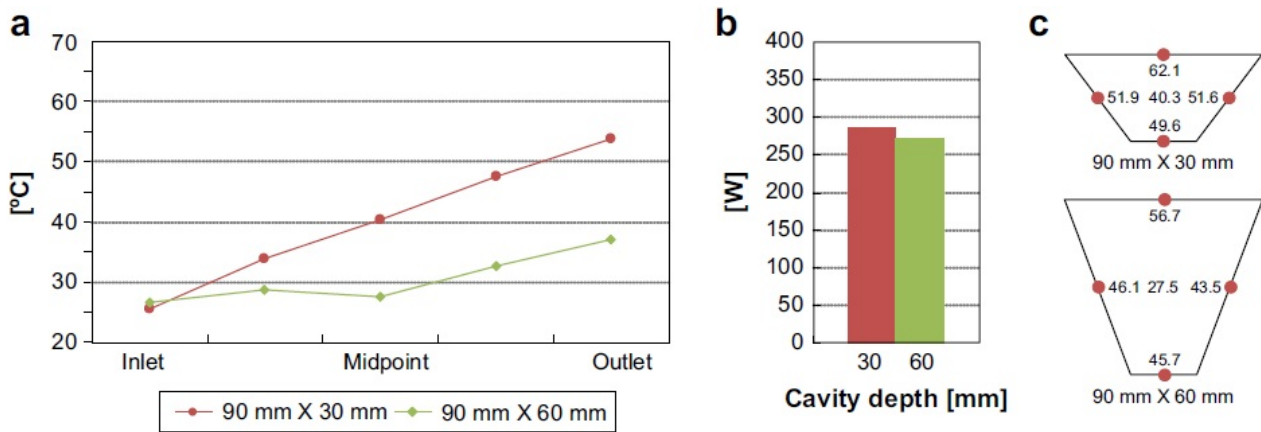 a
70
60
50
40
30
20
[ºC]
Inlet
Midpoint
Outlet
90 mm X 30 mm
90 mm X 60 mm
b
400
350
300
250
200
150
100
50
0
[W]
30 60
Cavity depth [mm]
c
62.1
51.9 40.3 51.6
49.6
90 mm X 30 mm
56.7
46.1 27.5 43.5
45.7
90 mm X 60 mm